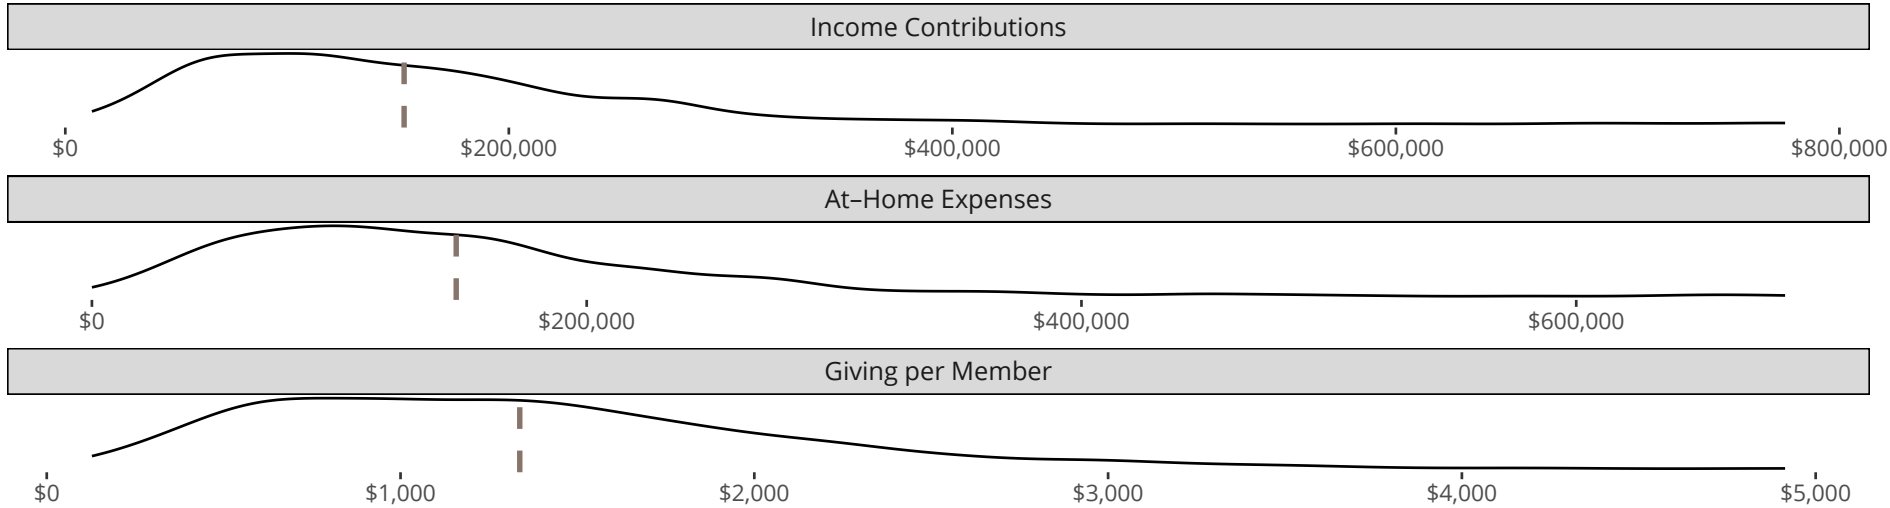 Income Contributions
$0 $200,000 $400,000 $600,000 $800,000
At–Home Expenses
$0 $200,000 $400,000 $600,000
Giving per Member
$0 $1,000 $2,000 $3,000 $4,000 $5,000